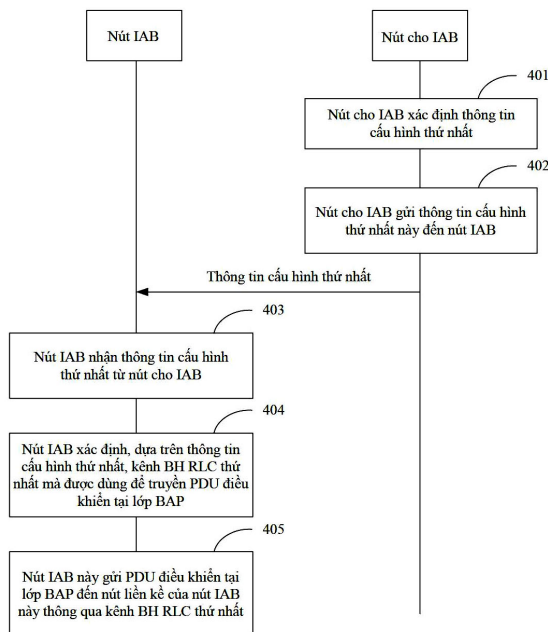 Nút IAB
Nút cho IAB
401
Nút cho IAB xác định thông tin
cấu hình thứ nhất
402
Nút cho IAB gửi thông tin cấu hình
thứ nhất này đến nút IAB
Thông tin cấu hình thứ nhất
403
Nút IAB nhận thông tin cấu hình
thứ nhất từ nút cho IAB
404
Nút IAB xác định, dựa trên thông tin
cấu hình thứ nhất, kênh BH RLC thứ
nhất mà được dùng để truyền PDU điều
khiển tại lớp BAP
405
Nút IAB này gửi PDU điều khiển tại
lớp BAP đến nút liền kề của nút IAB
này thông qua kênh BH RLC thứ nhất